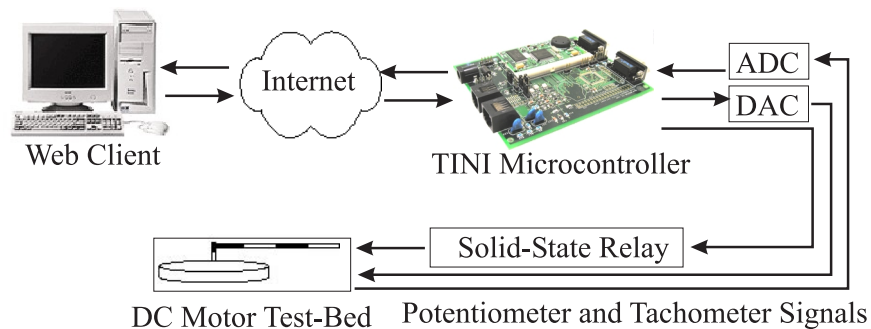 Internet
ADC
DAC
Web Client
TINI Microcontroller
Solid-State Relay
DC Motor Test-Bed
Potentiometer and Tachometer Signals